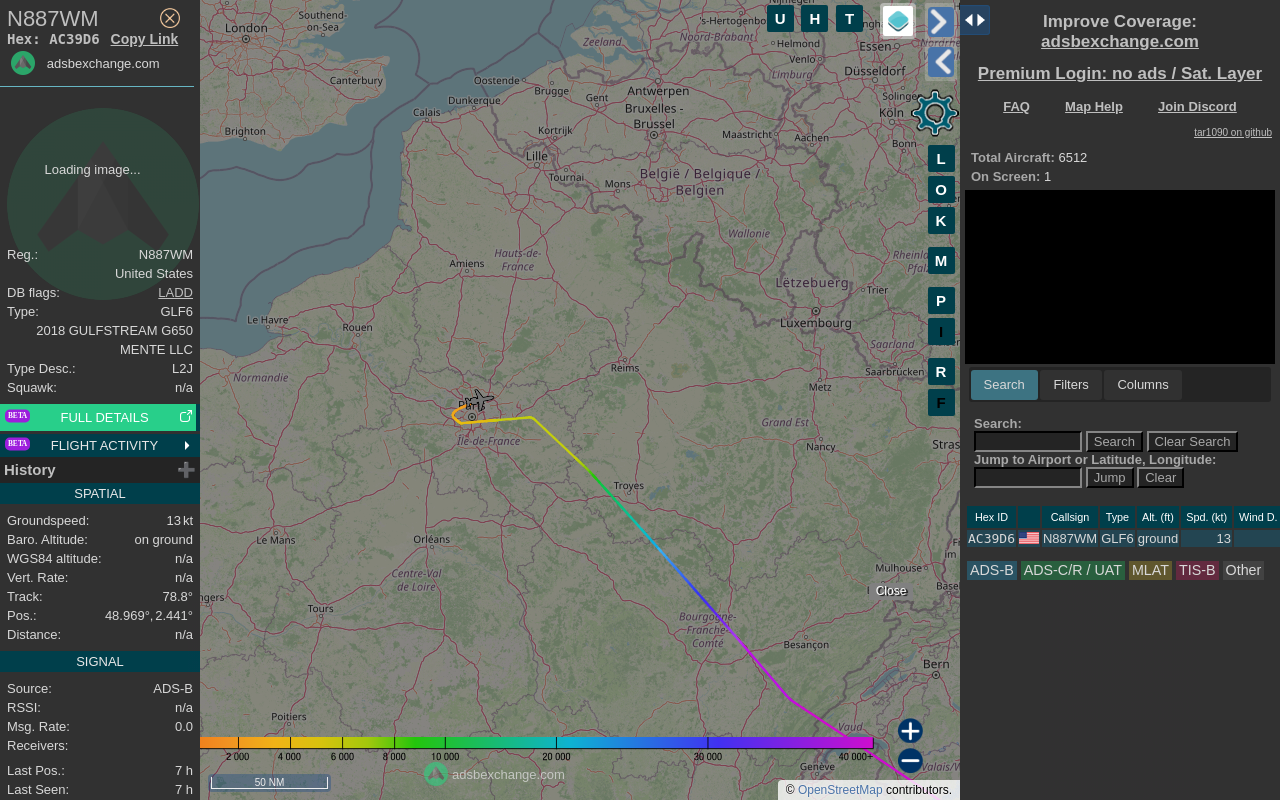 N887WM
Hex: AC39D6 Copy Link
adsbexchange.com
Loading image...
Reg.: N887WM
United States
DB flags: LADD
Type: GLF6
2018 GULFSTREAM G650
MENTE LLC
Type Desc.: L2J
Squawk: n/a
BETA FULL DETAILS
BETA FLIGHT ACTIVITY
History
SPATIAL
Groundspeed: 13 kt
Baro. Altitude: on ground
WGS84 altitude: n/a
Vert. Rate: n/a
Track: 78.8°
Pos.: 48.969°, 2.441°
Distance: n/a
SIGNAL
Source: ADS-B
RSSI: n/a
Msg. Rate: 0.0
Receivers:
Last Pos.: 7 h
Last Seen: 7 h
U H T
L
O
K
M
P
I
R
F
London
Southend-
on-Sea
Canterbury
Brighton
Calais
Dunkerque
Oostende
Brugge
Gent
Zeeland
Antwerpen
Bruxelles -
Brussel
Kortrijk
Lille
Tournai
Mons
België / Belgique /
Belgien
Maastricht
Aachen
Noord-Brabant
Helmond
Venlo
Limburg
Essen
Düsseldorf
Köln
Bonn
Wallonie
Hauts-de-
France
Amiens
Le Havre
Rouen
Normandie
Reims
Lëtzebuerg
Luxembourg
Trier
Saarland
Saarbrücken
Metz
Nancy
Grand Est
Paris
Île-de-France
Troyes
Le Mans
Orléans
Centre-Val
de Loire
Tours
Poitiers
Bourgogne-
Franche-
Comté
Besançon
Mulhouse
Bern
Vaud
Genève
Close
2 000 4 000 6 000 8 000 10 000 20 000 30 000 40 000+
50 NM
adsbexchange.com
© OpenStreetMap contributors.
Improve Coverage:
adsbexchange.com
Premium Login: no ads / Sat. Layer
FAQ Map Help Join Discord
tar1090 on github
Total Aircraft: 6512
On Screen: 1
Search Filters Columns
Search:
Search Clear Search
Jump to Airport or Latitude, Longitude:
Jump Clear
Hex ID Callsign Type Alt. (ft) Spd. (kt) Wind D.
AC39D6 N887WM GLF6 ground 13
ADS-B ADS-C/R / UAT MLAT TIS-B Other